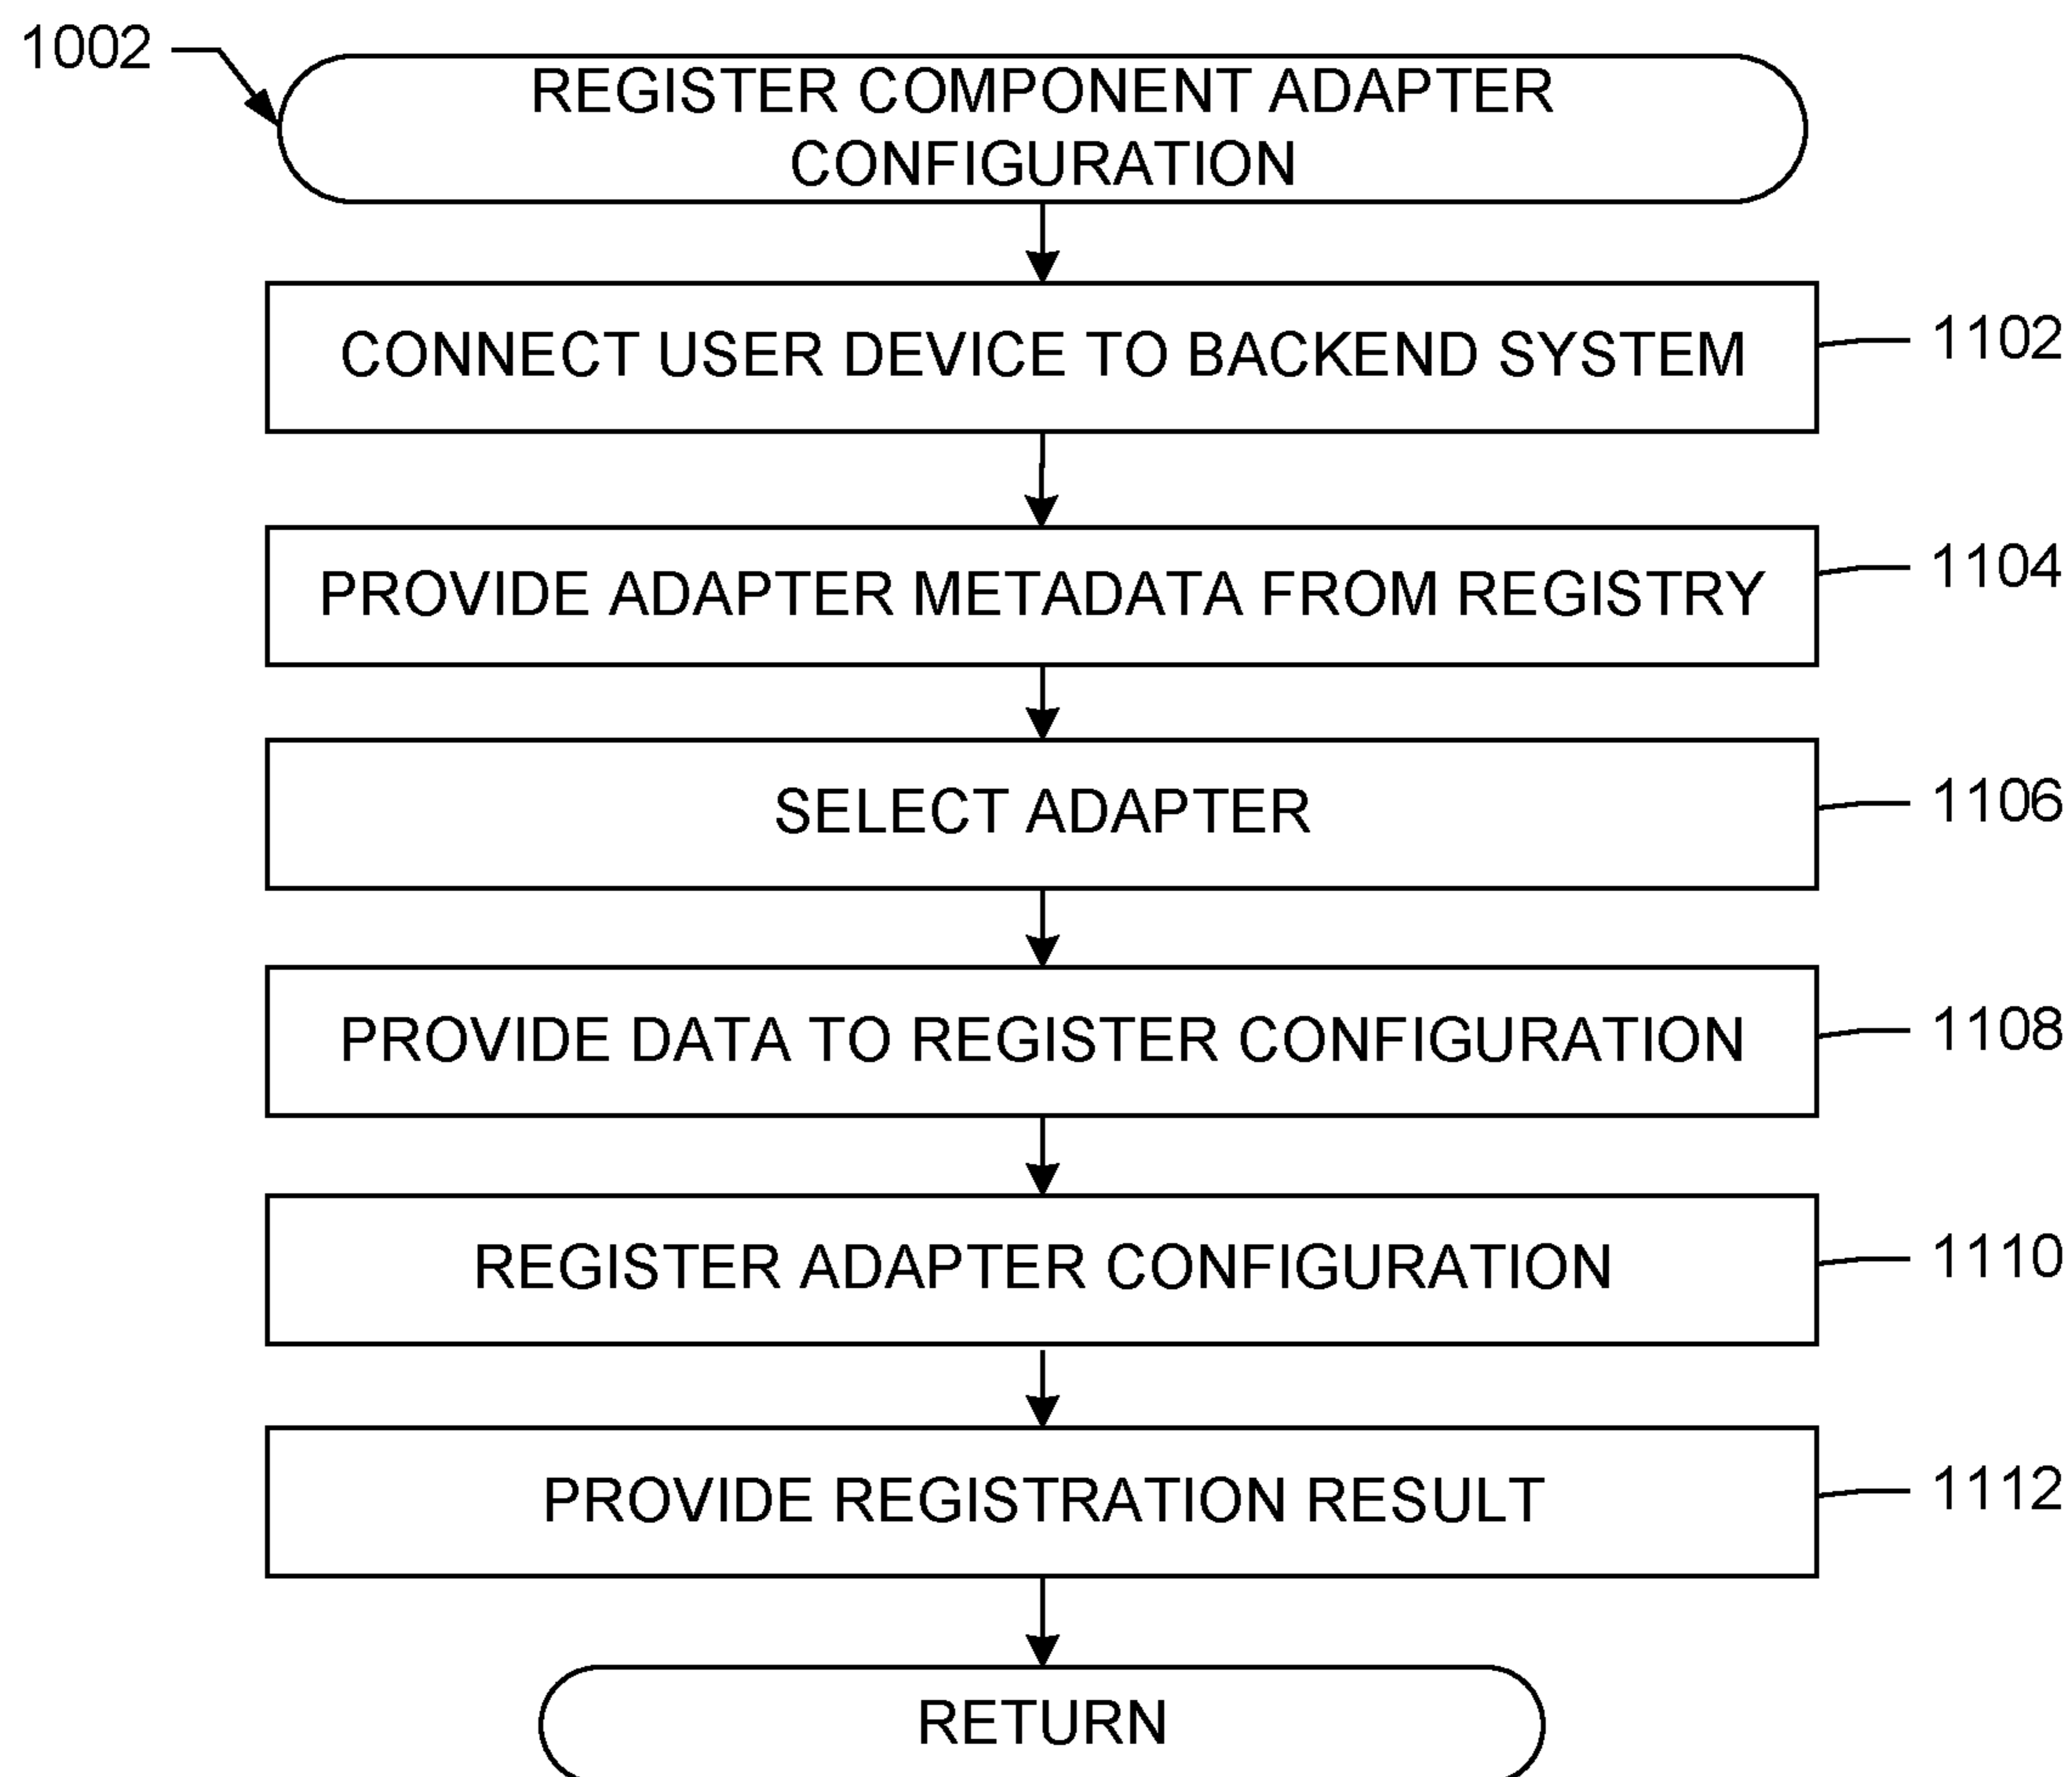 1002
REGISTER COMPONENT ADAPTER
CONFIGURATION
CONNECT USER DEVICE TO BACKEND SYSTEM
1102
PROVIDE ADAPTER METADATA FROM REGISTRY
1104
SELECT ADAPTER
1106
PROVIDE DATA TO REGISTER CONFIGURATION
1108
REGISTER ADAPTER CONFIGURATION
1110
PROVIDE REGISTRATION RESULT
1112
RETURN